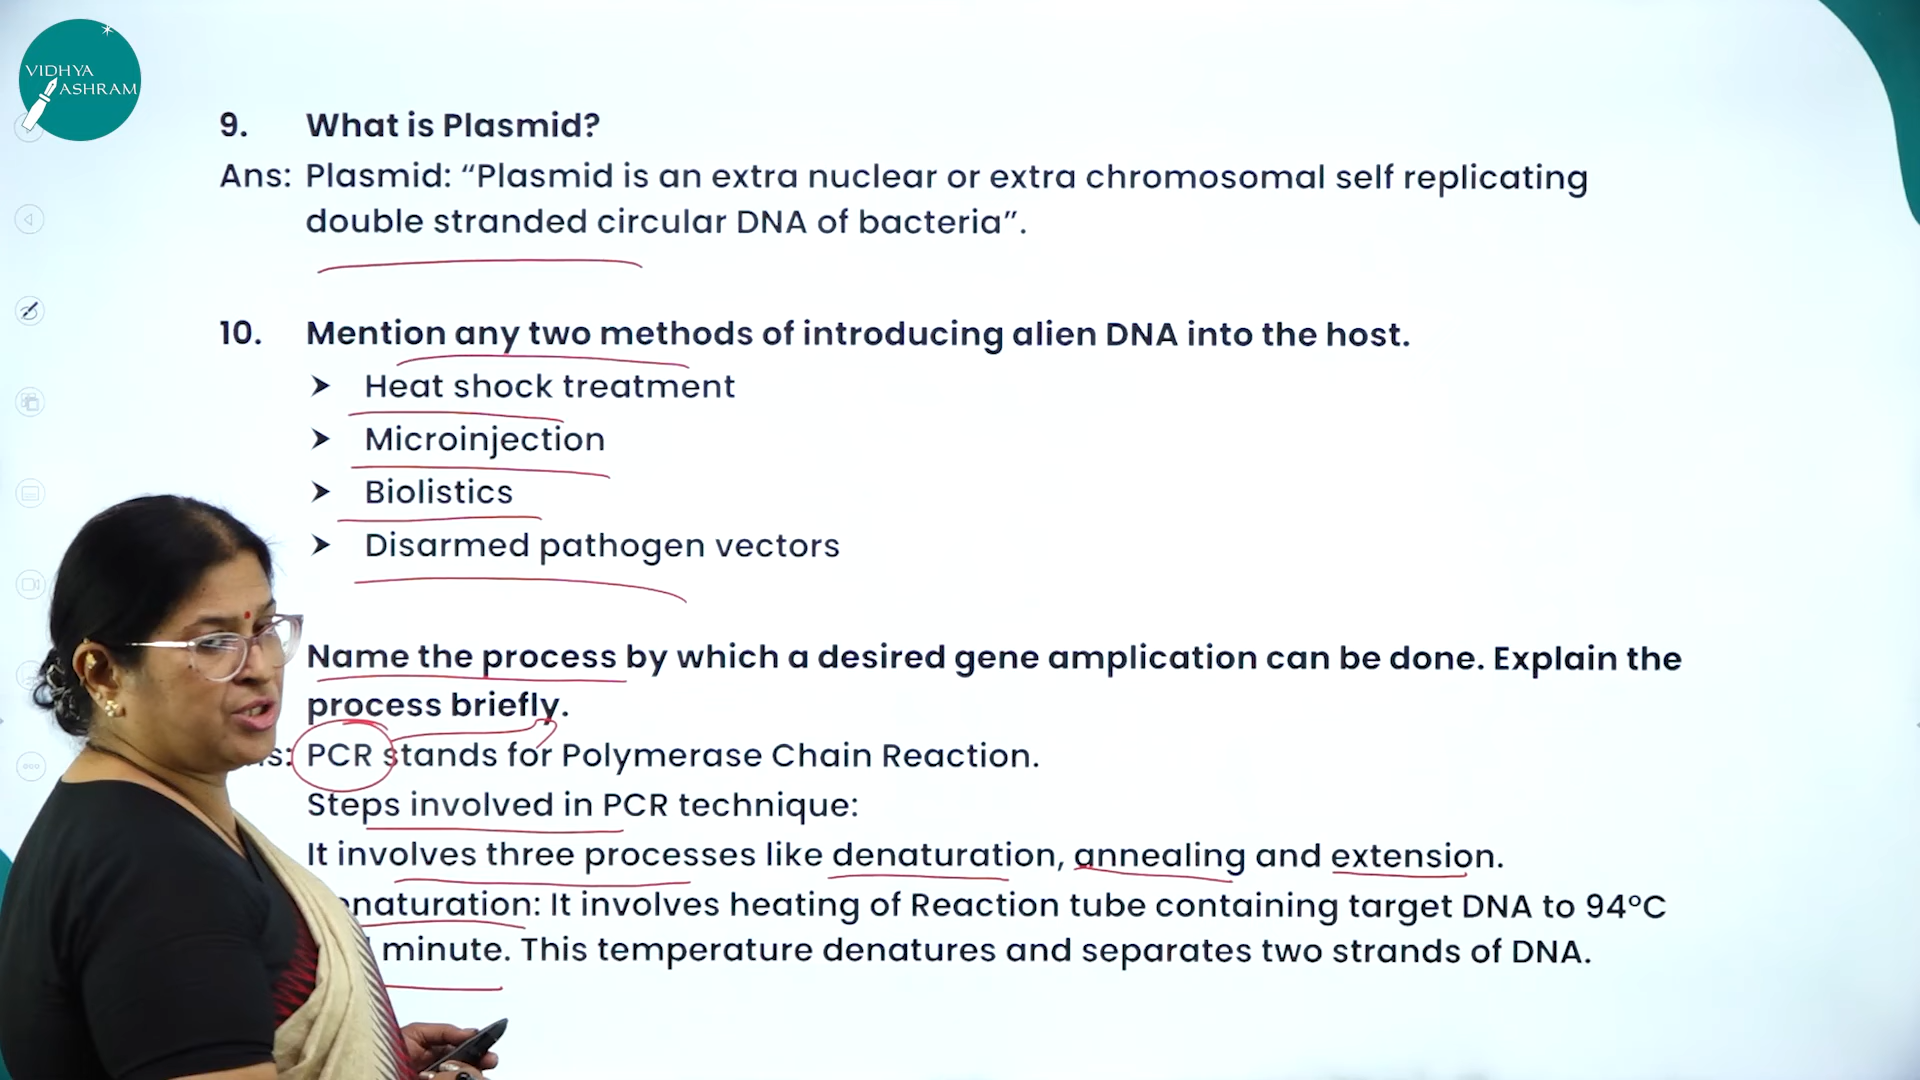 VIDHYA
ASHRAM
9. What is Plasmid?
Ans: Plasmid: “Plasmid is an extra nuclear or extra chromosomal self replicating
double stranded circular DNA of bacteria”.
10. Mention any two methods of introducing alien DNA into the host.
➤ Heat shock treatment
➤ Microinjection
➤ Biolistics
➤ Disarmed pathogen vectors
Name the process by which a desired gene amplication can be done. Explain the
process briefly.
PCR stands for Polymerase Chain Reaction.
Steps involved in PCR technique:
It involves three processes like denaturation, annealing and extension.
It involves heating of Reaction tube containing target DNA to 94°C
minute. This temperature denatures and separates two strands of DNA.